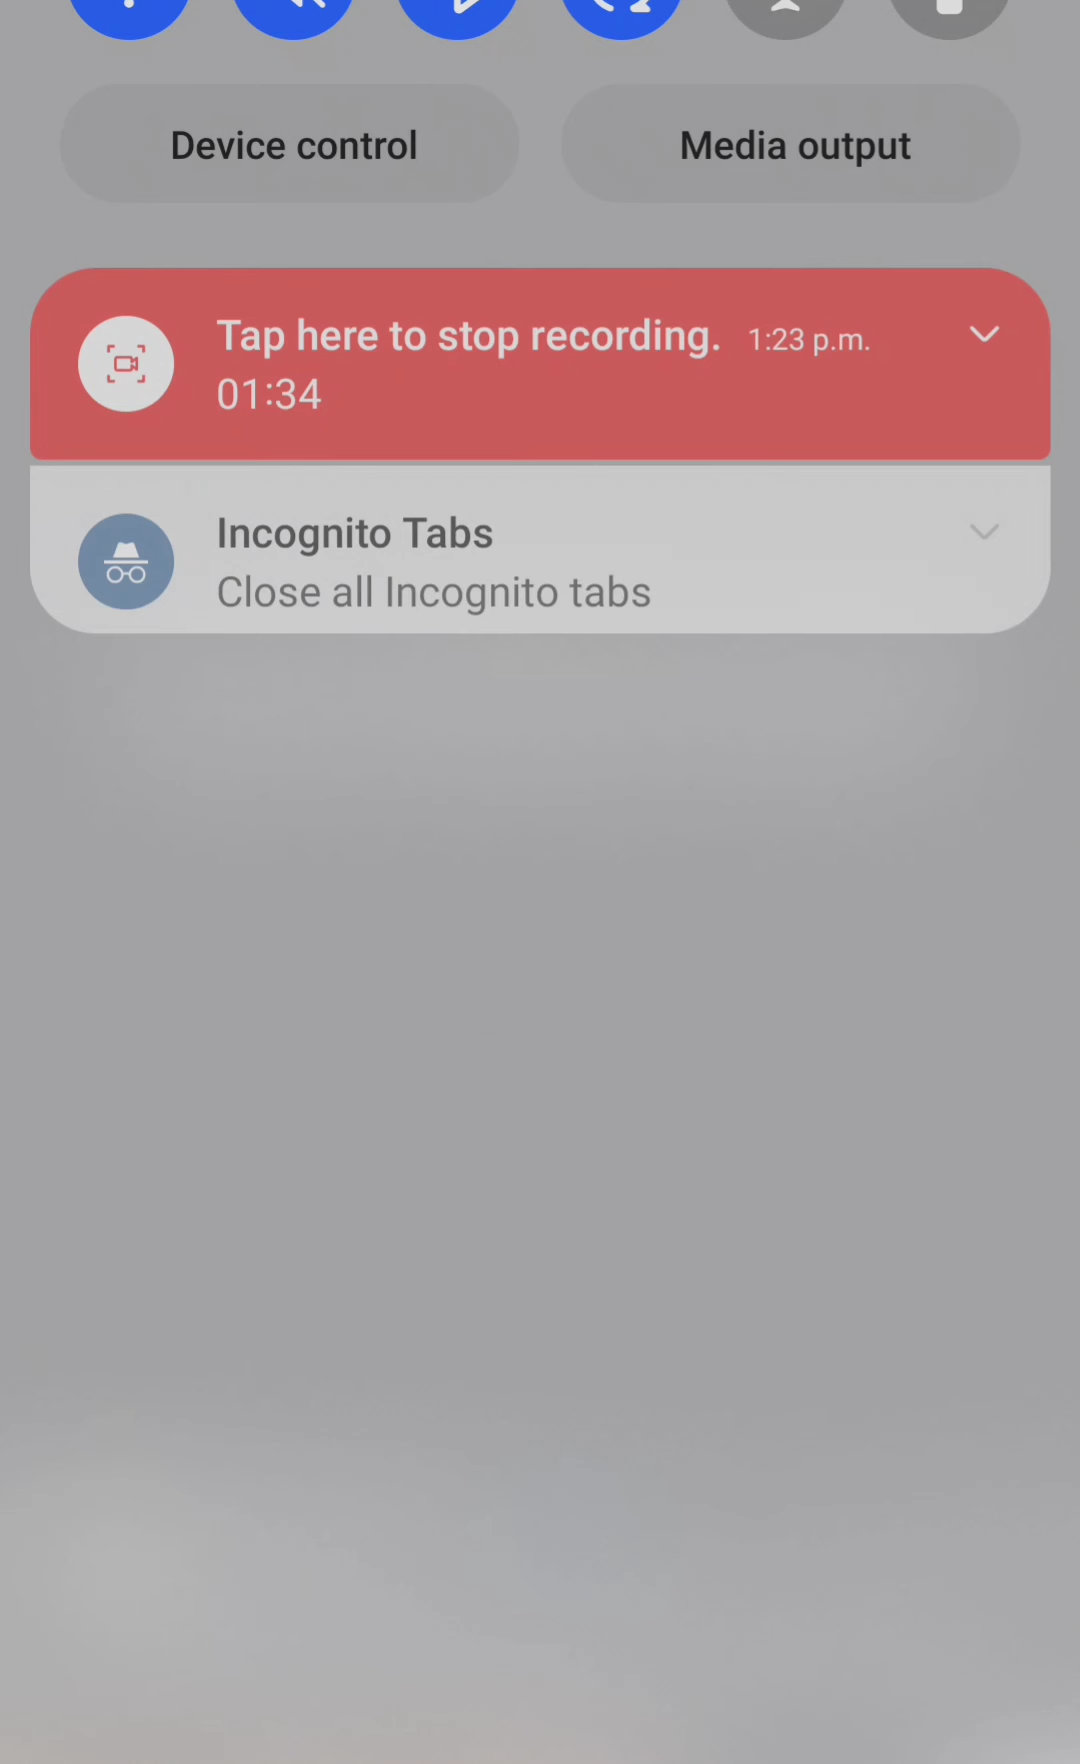 Device control
Media output
Tap here to stop recording. 1:23 p.m.
01:34
Incognito Tabs
Close all Incognito tabs